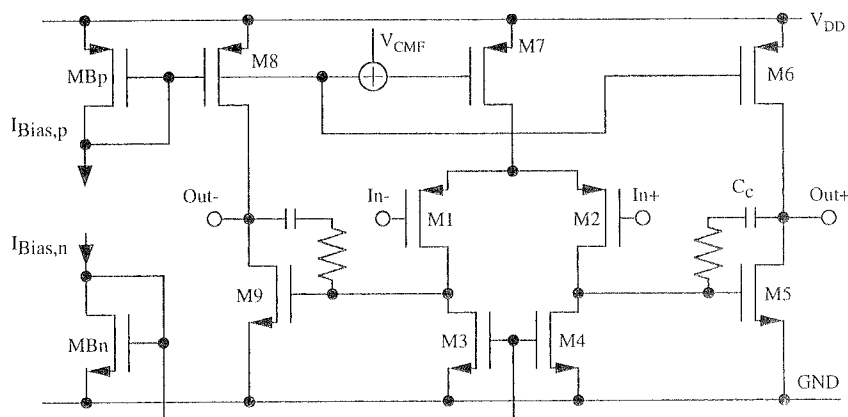 V_DD
V_CMF
M7
M8
MBp
M6
I_Bias,p
Out-
In-
In+
C_c
Out+
M1
M2
I_Bias,n
M9
M5
MBn
M3
M4
GND